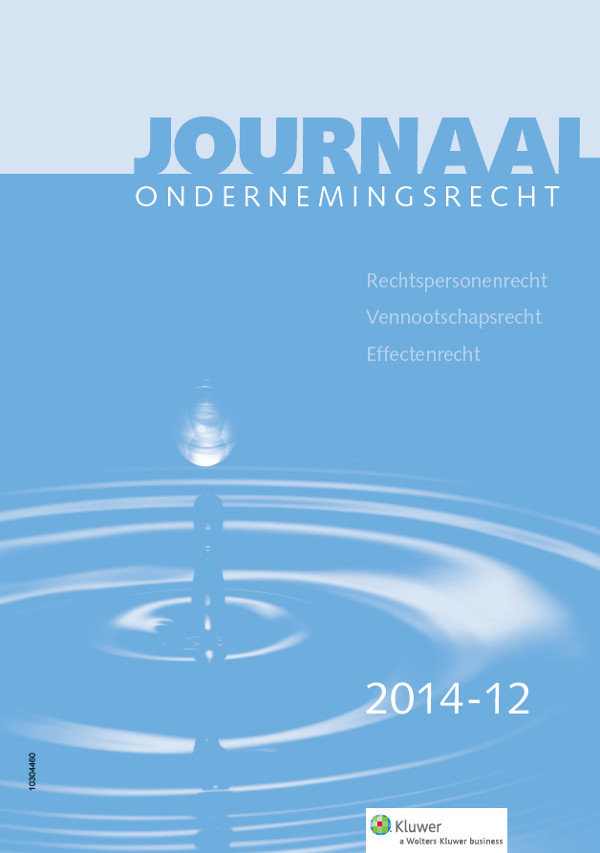 JOURNAAL
ONDERNEMINGSRECHT
Rechtspersonenrecht
Vennootschapsrecht
Effectenrecht
2014-12
10304460
Kluwer
a Wolters Kluwer business